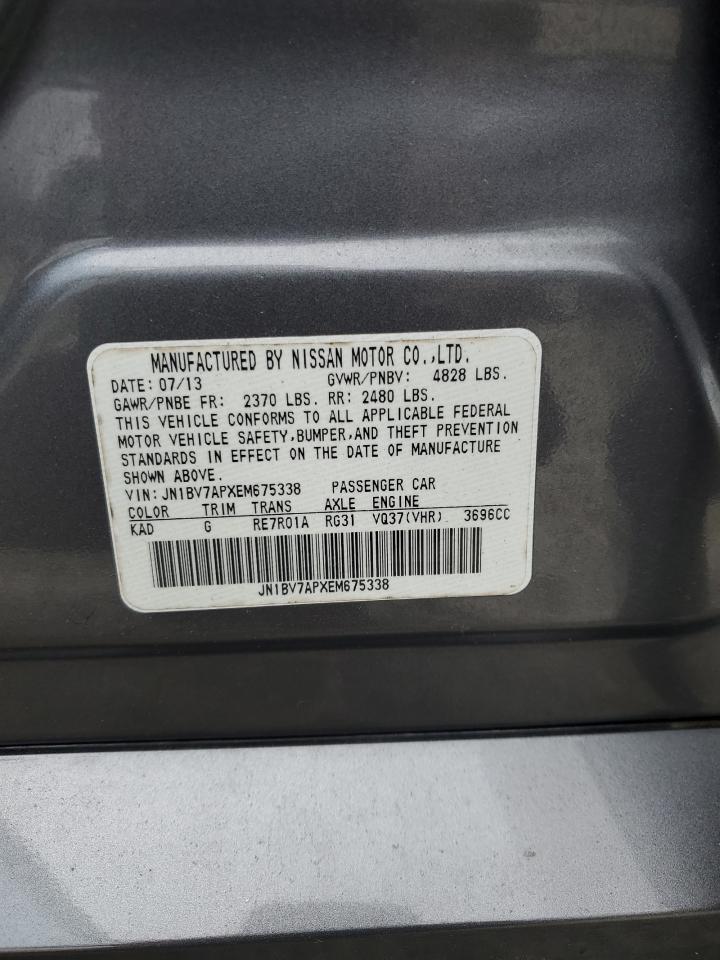 MANUFACTURED BY NISSAN MOTOR CO.,LTD.
DATE: 07/13 GVWR/PNBV: 4828 LBS.
GAWR/PNBE FR: 2370 LBS. RR: 2480 LBS.
THIS VEHICLE CONFORMS TO ALL APPLICABLE FEDERAL
MOTOR VEHICLE SAFETY,BUMPER,AND THEFT PREVENTION
STANDARDS IN EFFECT ON THE DATE OF MANUFACTURE
SHOWN ABOVE.
VIN: JN1BV7APXEM675338 PASSENGER CAR
COLOR TRIM TRANS AXLE ENGINE
KAD G RE7R01A RG31 VQ37(VHR) 3696CC
JN1BV7APXEM675338